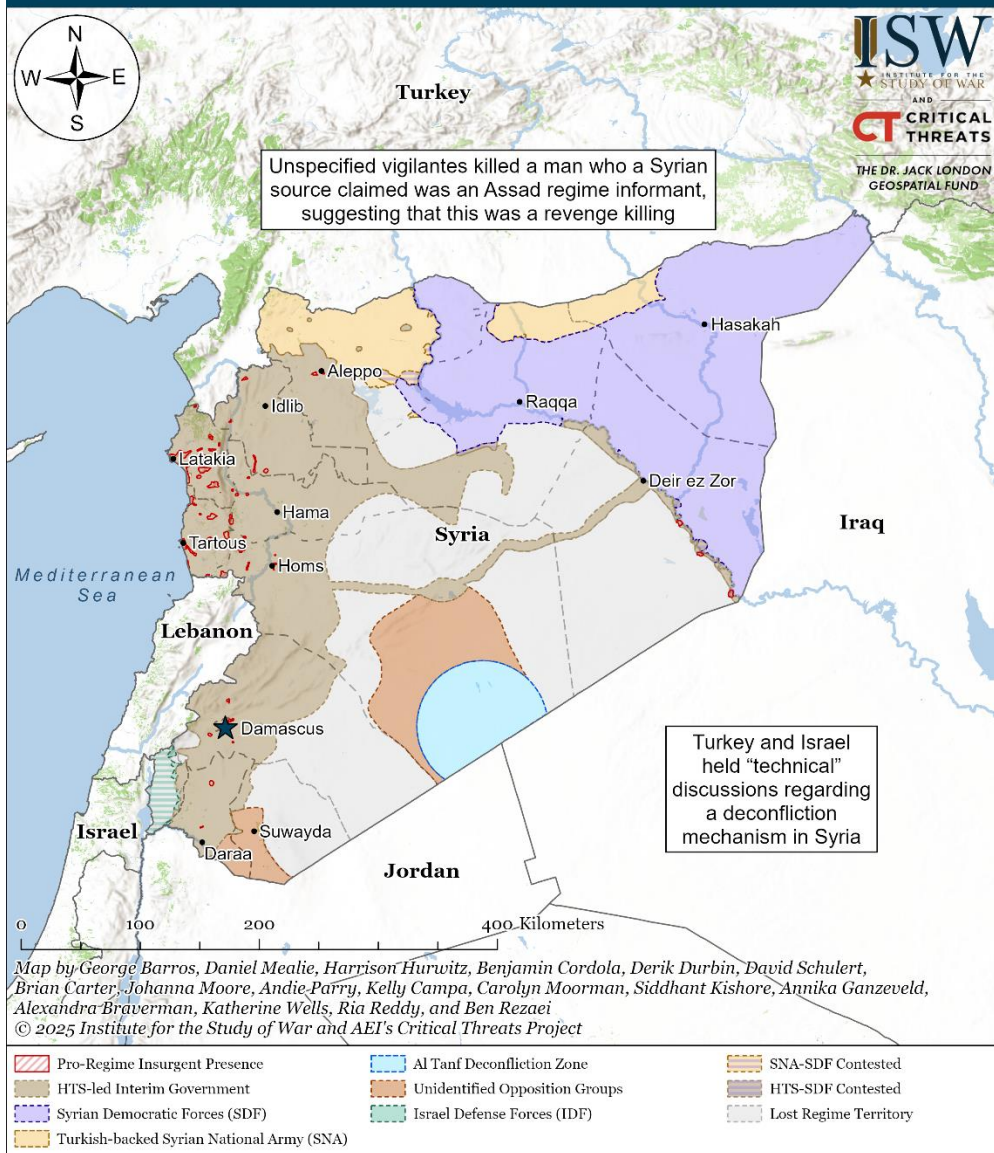 N
W
E
S
ISW
INSTITUTE FOR THE
STUDY OF WAR
AND
CT CRITICAL
THREATS
THE DR. JACK LONDON
GEOSPATIAL FUND
Turkey
Unspecified vigilantes killed a man who a Syrian
source claimed was an Assad regime informant,
suggesting that this was a revenge killing
Hasakah
Aleppo
Idlib
Raqqa
Latakia
Deir ez Zor
Hama
Syria
Iraq
Tartous
Homs
Mediterranean
Sea
Lebanon
Damascus
Turkey and Israel
held “technical”
discussions regarding
a deconfliction
mechanism in Syria
Israel
Suwayda
Daraa
Jordan
0 100 200 400 Kilometers
Map by George Barros, Daniel Mealie, Harrison Hurwitz, Benjamin Cordola, Derik Durbin, David Schulert,
Brian Carter, Johanna Moore, Andie Parry, Kelly Campa, Carolyn Moorman, Siddhant Kishore, Annika Ganzeveld,
Alexandra Braverman, Katherine Wells, Ria Reddy, and Ben Rezaei
© 2025 Institute for the Study of War and AEI's Critical Threats Project
Pro-Regime Insurgent Presence
HTS-led Interim Government
Syrian Democratic Forces (SDF)
Turkish-backed Syrian National Army (SNA)
Al Tanf Deconfliction Zone
Unidentified Opposition Groups
Israel Defense Forces (IDF)
SNA-SDF Contested
HTS-SDF Contested
Lost Regime Territory